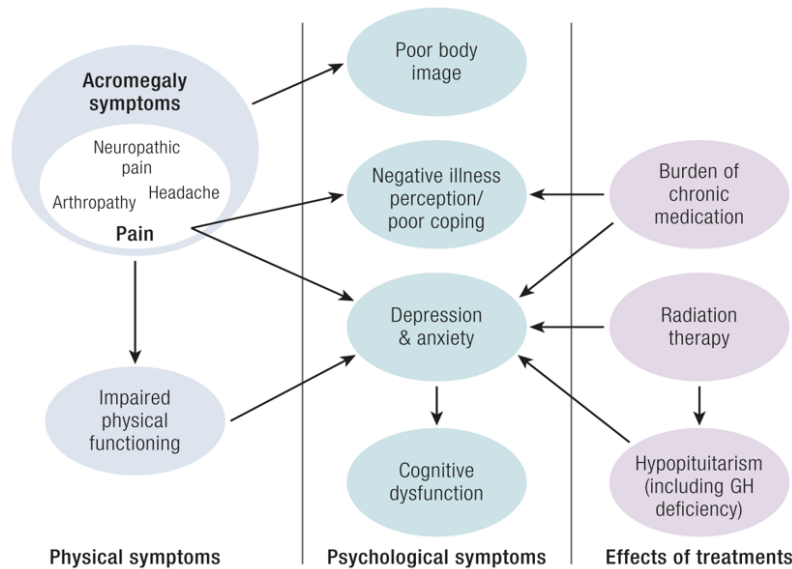 Acromegaly
symptoms
Neuropathic
pain
Arthropathy
Headache
Pain
Impaired
physical
functioning
Physical symptoms
Poor body
image
Negative illness
perception/
poor coping
Depression
& anxiety
Cognitive
dysfunction
Psychological symptoms
Burden of
chronic
medication
Radiation
therapy
Hypopituitarism
(including GH
deficiency)
Effects of treatments